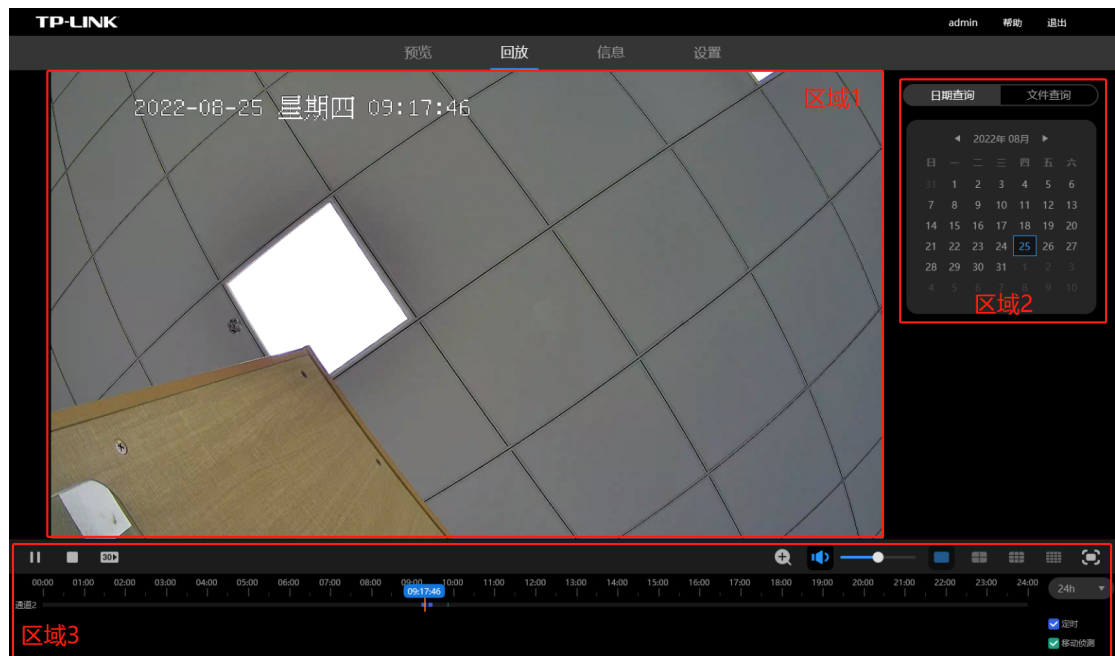 TP-LINK
admin 帮助 退出
预览 回放 信息 设置
2022-08-25 星期四 09:17:46
区域1
日期查询 文件查询
2022年 08月
日 一 二 三 四 五 六
31 1 2 3 4 5 6
7 8 9 10 11 12 13
14 15 16 17 18 19 20
21 22 23 24 25 26 27
28 29 30 31 1 2 3
4 5 6 7 8 9 10
区域2
30
00:00 01:00 02:00 03:00 04:00 05:00 06:00 07:00 08:00 09:00 10:00 11:00 12:00 13:00 14:00 15:00 16:00 17:00 18:00 19:00 20:00 21:00 22:00 23:00 24:00
24h
09:17:46
通道2
区域3
定时
移动侦测